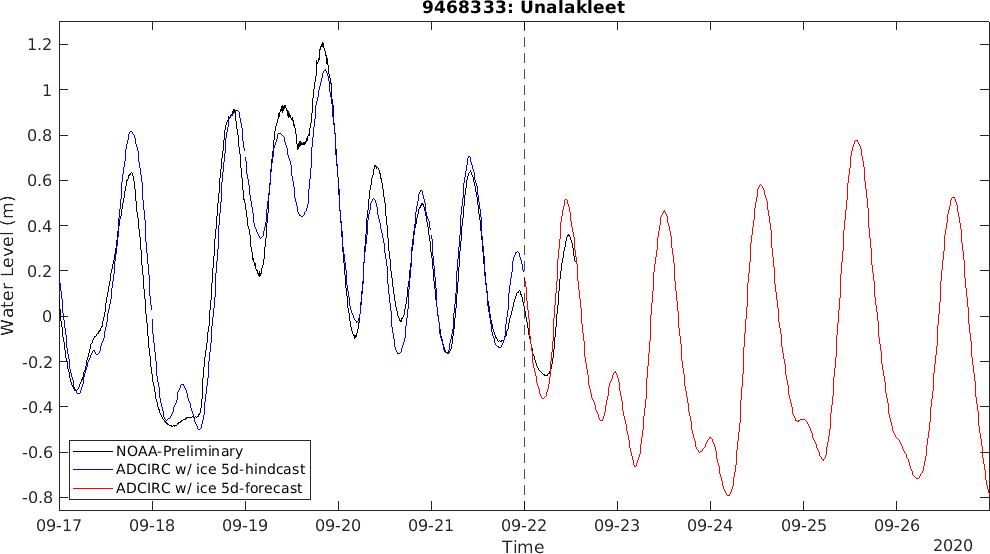 9468333: Unalakleet
Water Level (m)
1.2
1
0.8
0.6
0.4
0.2
0
-0.2
-0.4
-0.6
-0.8
NOAA-Preliminary
ADCIRC w/ ice 5d-hindcast
ADCIRC w/ ice 5d-forecast
09-17 09-18 09-19 09-20 09-21 09-22 09-23 09-24 09-25 09-26
Time
2020